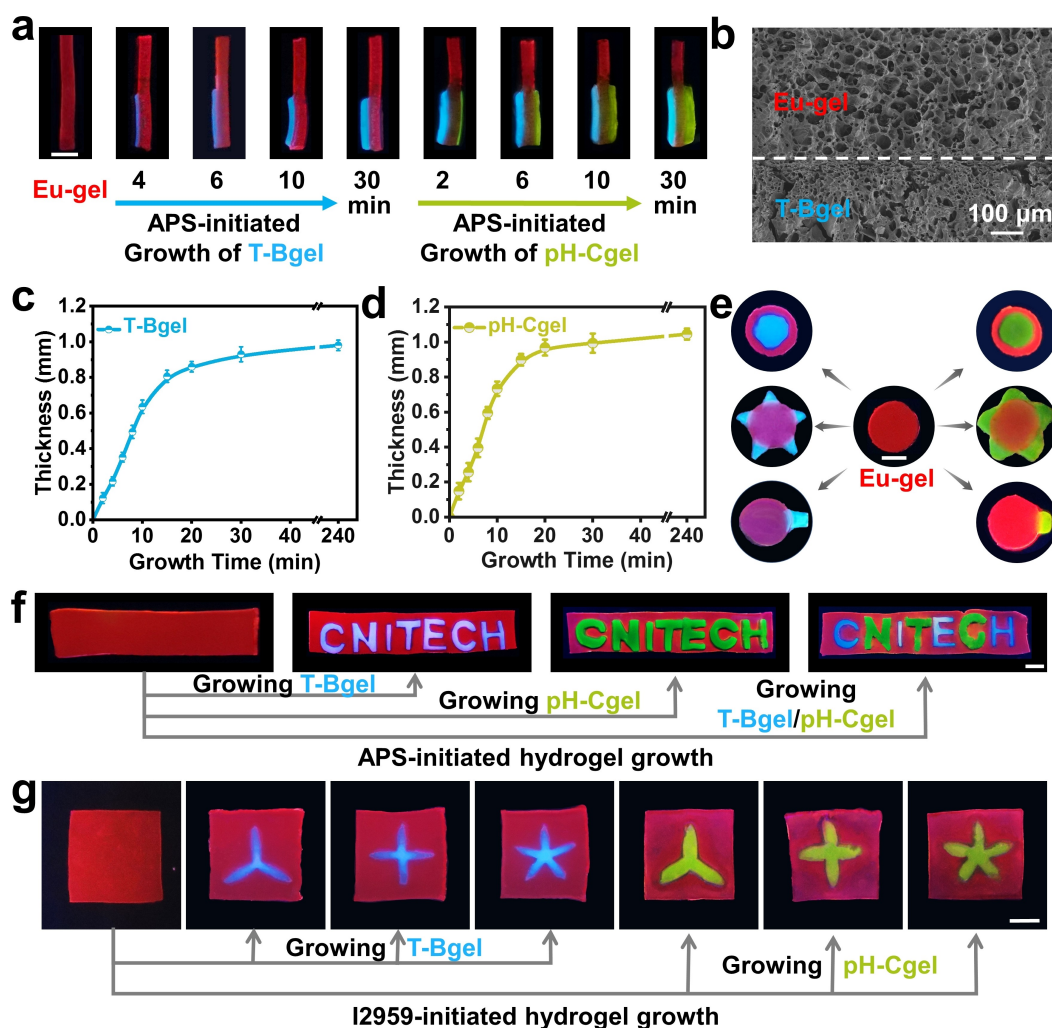 a
Eu-gel
4
6
10
30
min
2
6
10
30
min
APS-initiated
Growth of T-Bgel
APS-initiated
Growth of pH-Cgel
b
Eu-gel
T-Bgel
100 μm
c
T-Bgel
Thickness (mm)
1.2
1.0
0.8
0.6
0.4
0.2
0.0
0
10
20
30
40
240
Growth Time (min)
d
pH-Cgel
Thickness (mm)
1.2
1.0
0.8
0.6
0.4
0.2
0.0
0
10
20
30
40
240
Growth Time (min)
e
Eu-gel
f
CNITECH
CNITECH
CNITECH
Growing T-Bgel
Growing pH-Cgel
Growing
T-Bgel/pH-Cgel
APS-initiated hydrogel growth
g
Growing T-Bgel
Growing pH-Cgel
I2959-initiated hydrogel growth